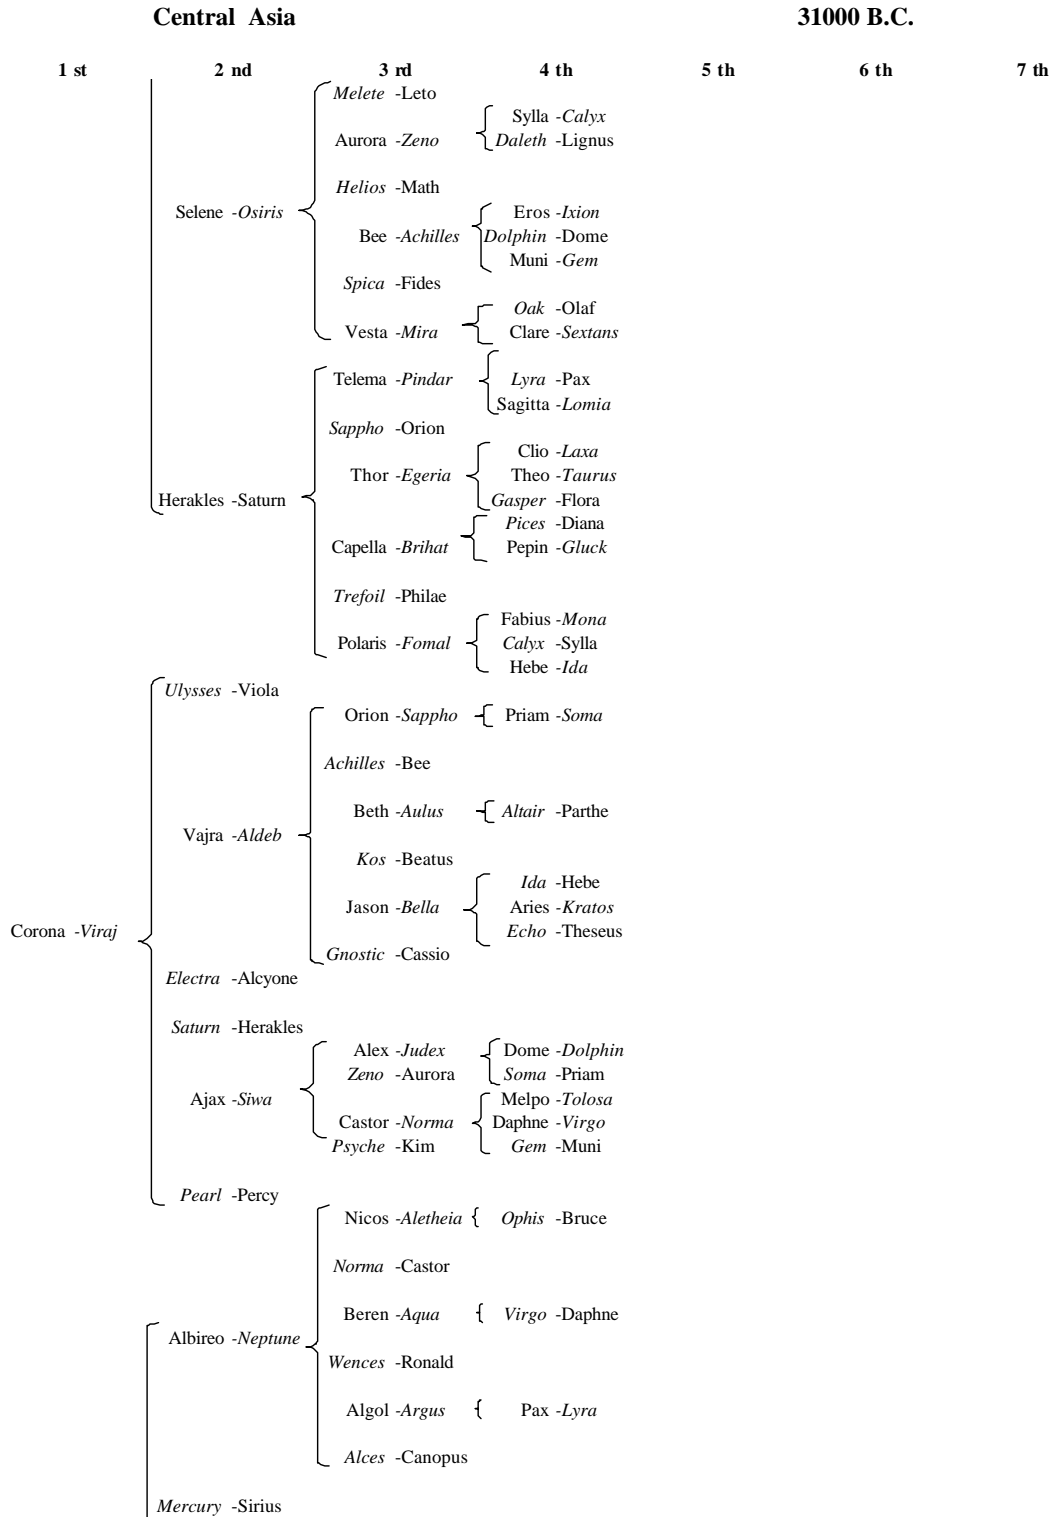 Central Asia 31000 B.C.
1 st 2 nd 3 rd 4 th 5 th 6 th 7 th
Melete -Leto
Sylla -Calyx
Aurora -Zeno Daleth -Lignus
Helios -Math
Selene -Osiris Eros -Ixion
Bee -Achilles Dolphin -Dome
Muni -Gem
Spica -Fides
Oak -Olaf
Vesta -Mira Clare -Sextans
Telema -Pindar Lyra -Pax
Sagitta -Lomia
Sappho -Orion
Clio -Laxa
Thor -Egeria Theo -Taurus
Herakles -Saturn Gasper -Flora
Pices -Diana
Capella -Brihat Pepin -Gluck
Trefoil -Philae
Fabius -Mona
Polaris -Fomal Calyx -Sylla
Hebe -Ida
Ulysses -Viola
Orion -Sappho Priam -Soma
Achilles -Bee
Beth -Aulus Altair -Parthe
Vajra -Aldeb
Kos -Beatus
Ida -Hebe
Jason -Bella Aries -Kratos
Corona -Viraj Echo -Theseus
Gnostic -Cassio
Electra -Alcyone
Saturn -Herakles
Alex -Judex Dome -Dolphin
Zeno -Aurora Soma -Priam
Ajax -Siwa Melpo -Tolosa
Castor -Norma Daphne -Virgo
Psyche -Kim Gem -Muni
Pearl -Percy
Nicos -Aletheia Ophis -Bruce
Norma -Castor
Beren -Aqua Virgo -Daphne
Albireo -Neptune
Wences -Ronald
Algol -Argus Pax -Lyra
Alces -Canopus
Mercury -Sirius